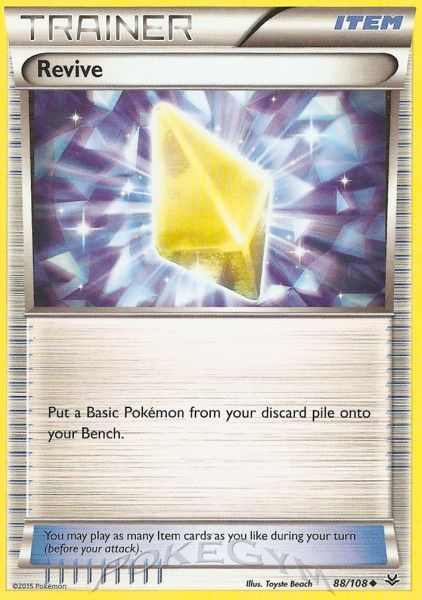 TRAINER
ITEM
Revive
Put a Basic Pokémon from your discard pile onto
your Bench.
You may play as many Item cards as you like during your turn
(before your attack).
POKEGYM
©2015 Pokémon
Illus. Toyste Beach
88/108